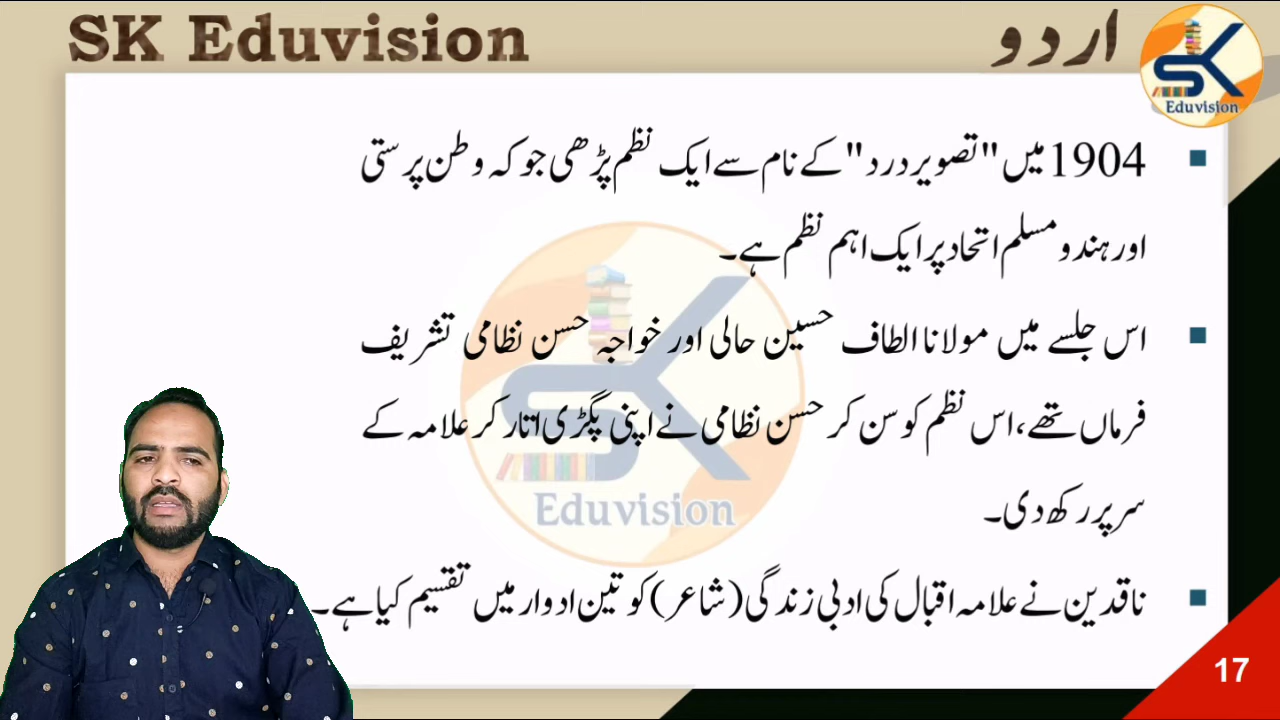 SK Eduvision
اردو
SK
Eduvision
1904 میں "تصویر درد" کے نام سے ایک نظم پڑھی جو کہ وطن پرستی
اور ہندو مسلم اتحاد پر ایک اہم نظم ہے۔
اس جلسے میں مولانا الطاف حسین حالی اور خواجہ حسن نظامی تشریف
فرماں تھے، اس نظم کو سن کر حسن نظامی نے اپنی پگڑی اتار کر علامہ کے
سر پر رکھ دی۔
ناقدین نے علامہ اقبال کی ادبی زندگی (شاعر) کو تین ادوار میں تقسیم کیا ہے۔
SK
Eduvision
17